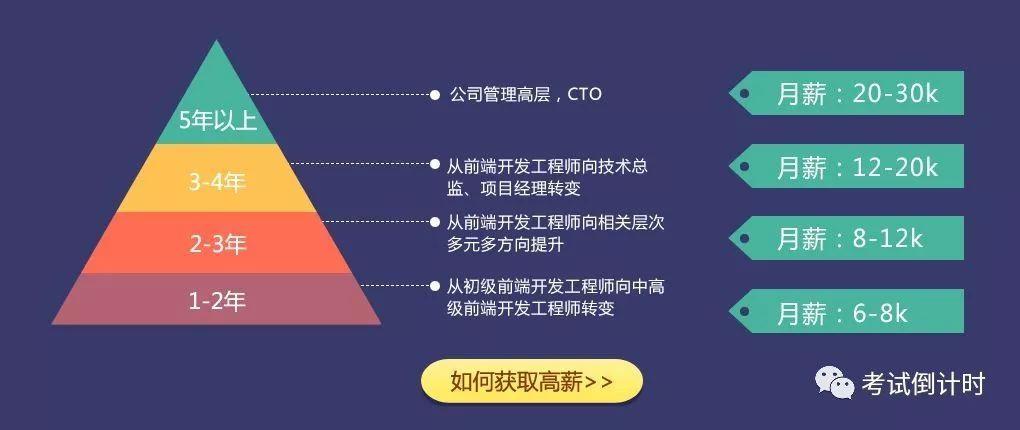 5年以上
公司管理高层，CTO
月薪：20-30k
3-4年
从前端开发工程师向技术总
监、项目经理转变
月薪：12-20k
2-3年
从前端开发工程师向相关层次
多元多方向提升
月薪：8-12k
1-2年
从初级前端开发工程师向中高
级前端开发工程师转变
月薪：6-8k
如何获取高薪>>
考试倒计时